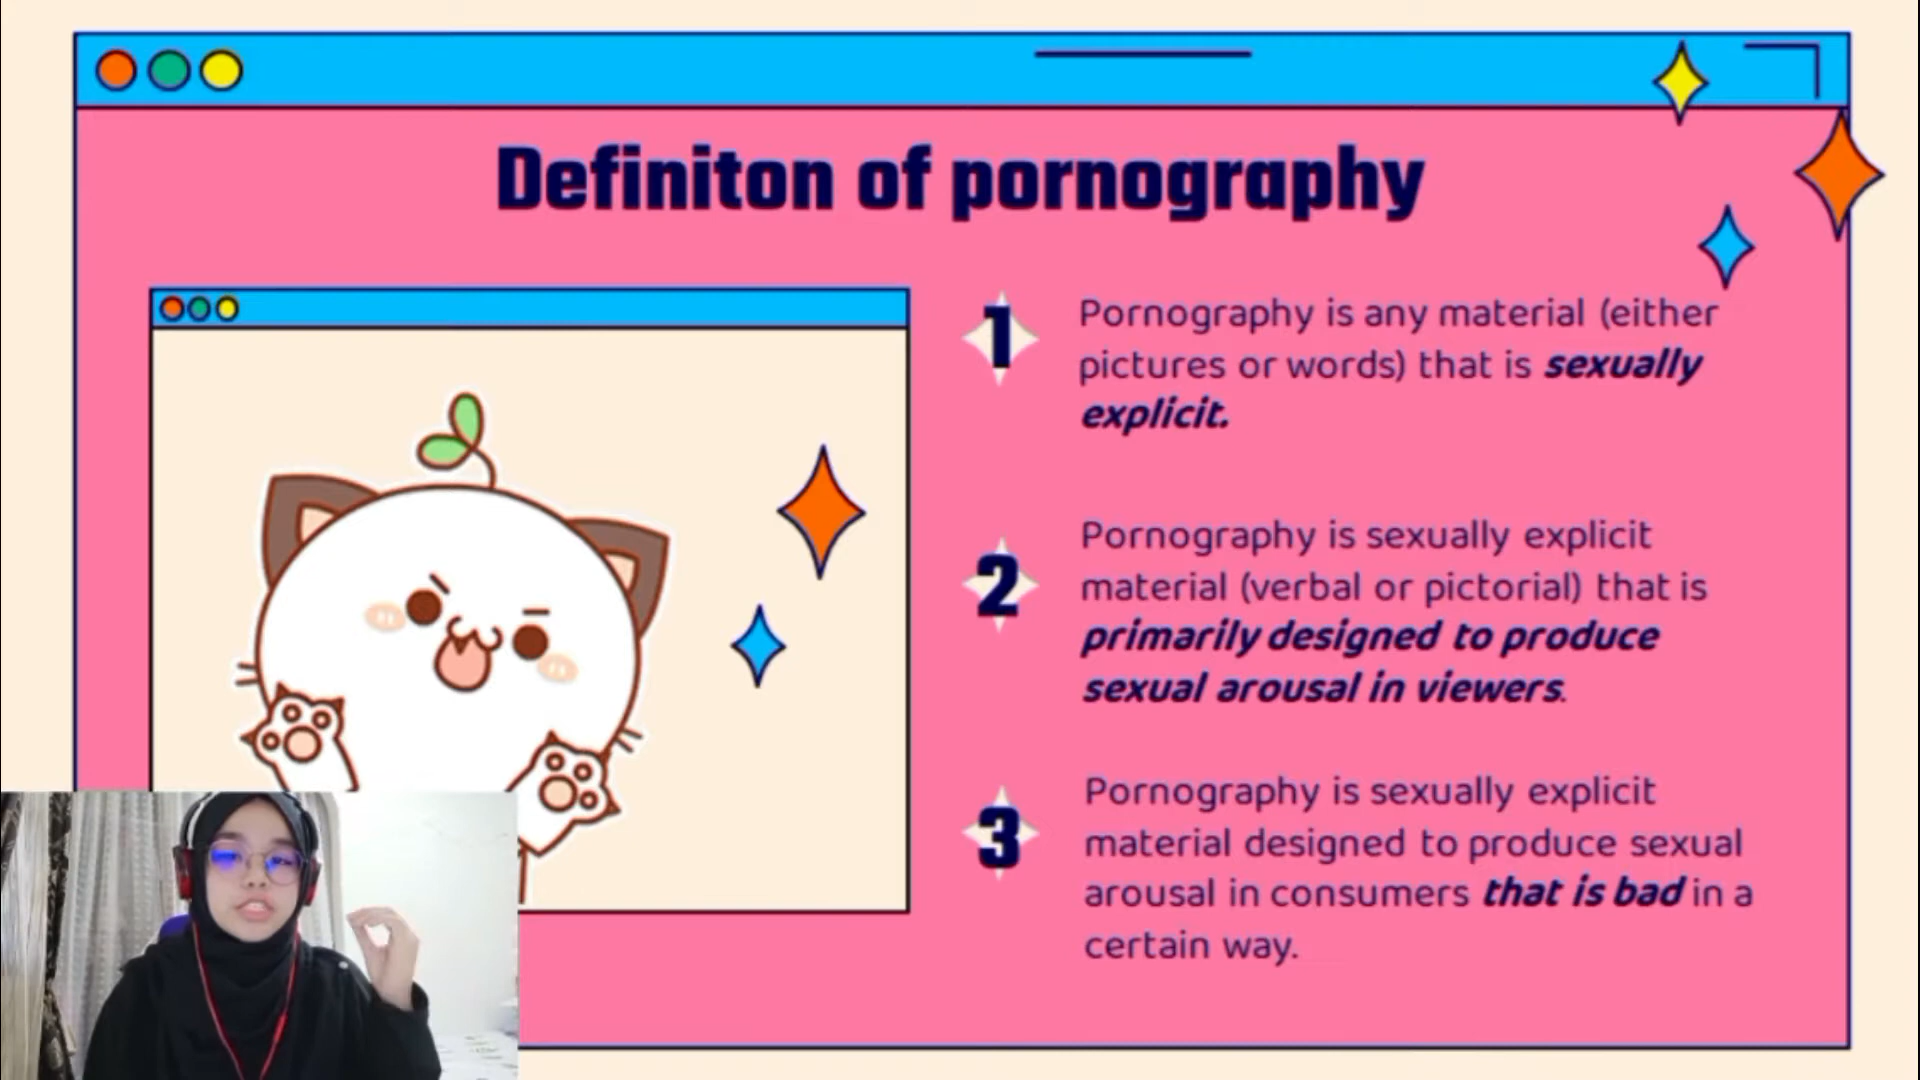 Definiton of pornography
1
Pornography is any material (either
pictures or words) that is sexually
explicit.
2
Pornography is sexually explicit
material (verbal or pictorial) that is
primarily designed to produce
sexual arousal in viewers.
3
Pornography is sexually explicit
material designed to produce sexual
arousal in consumers that is bad in a
certain way.